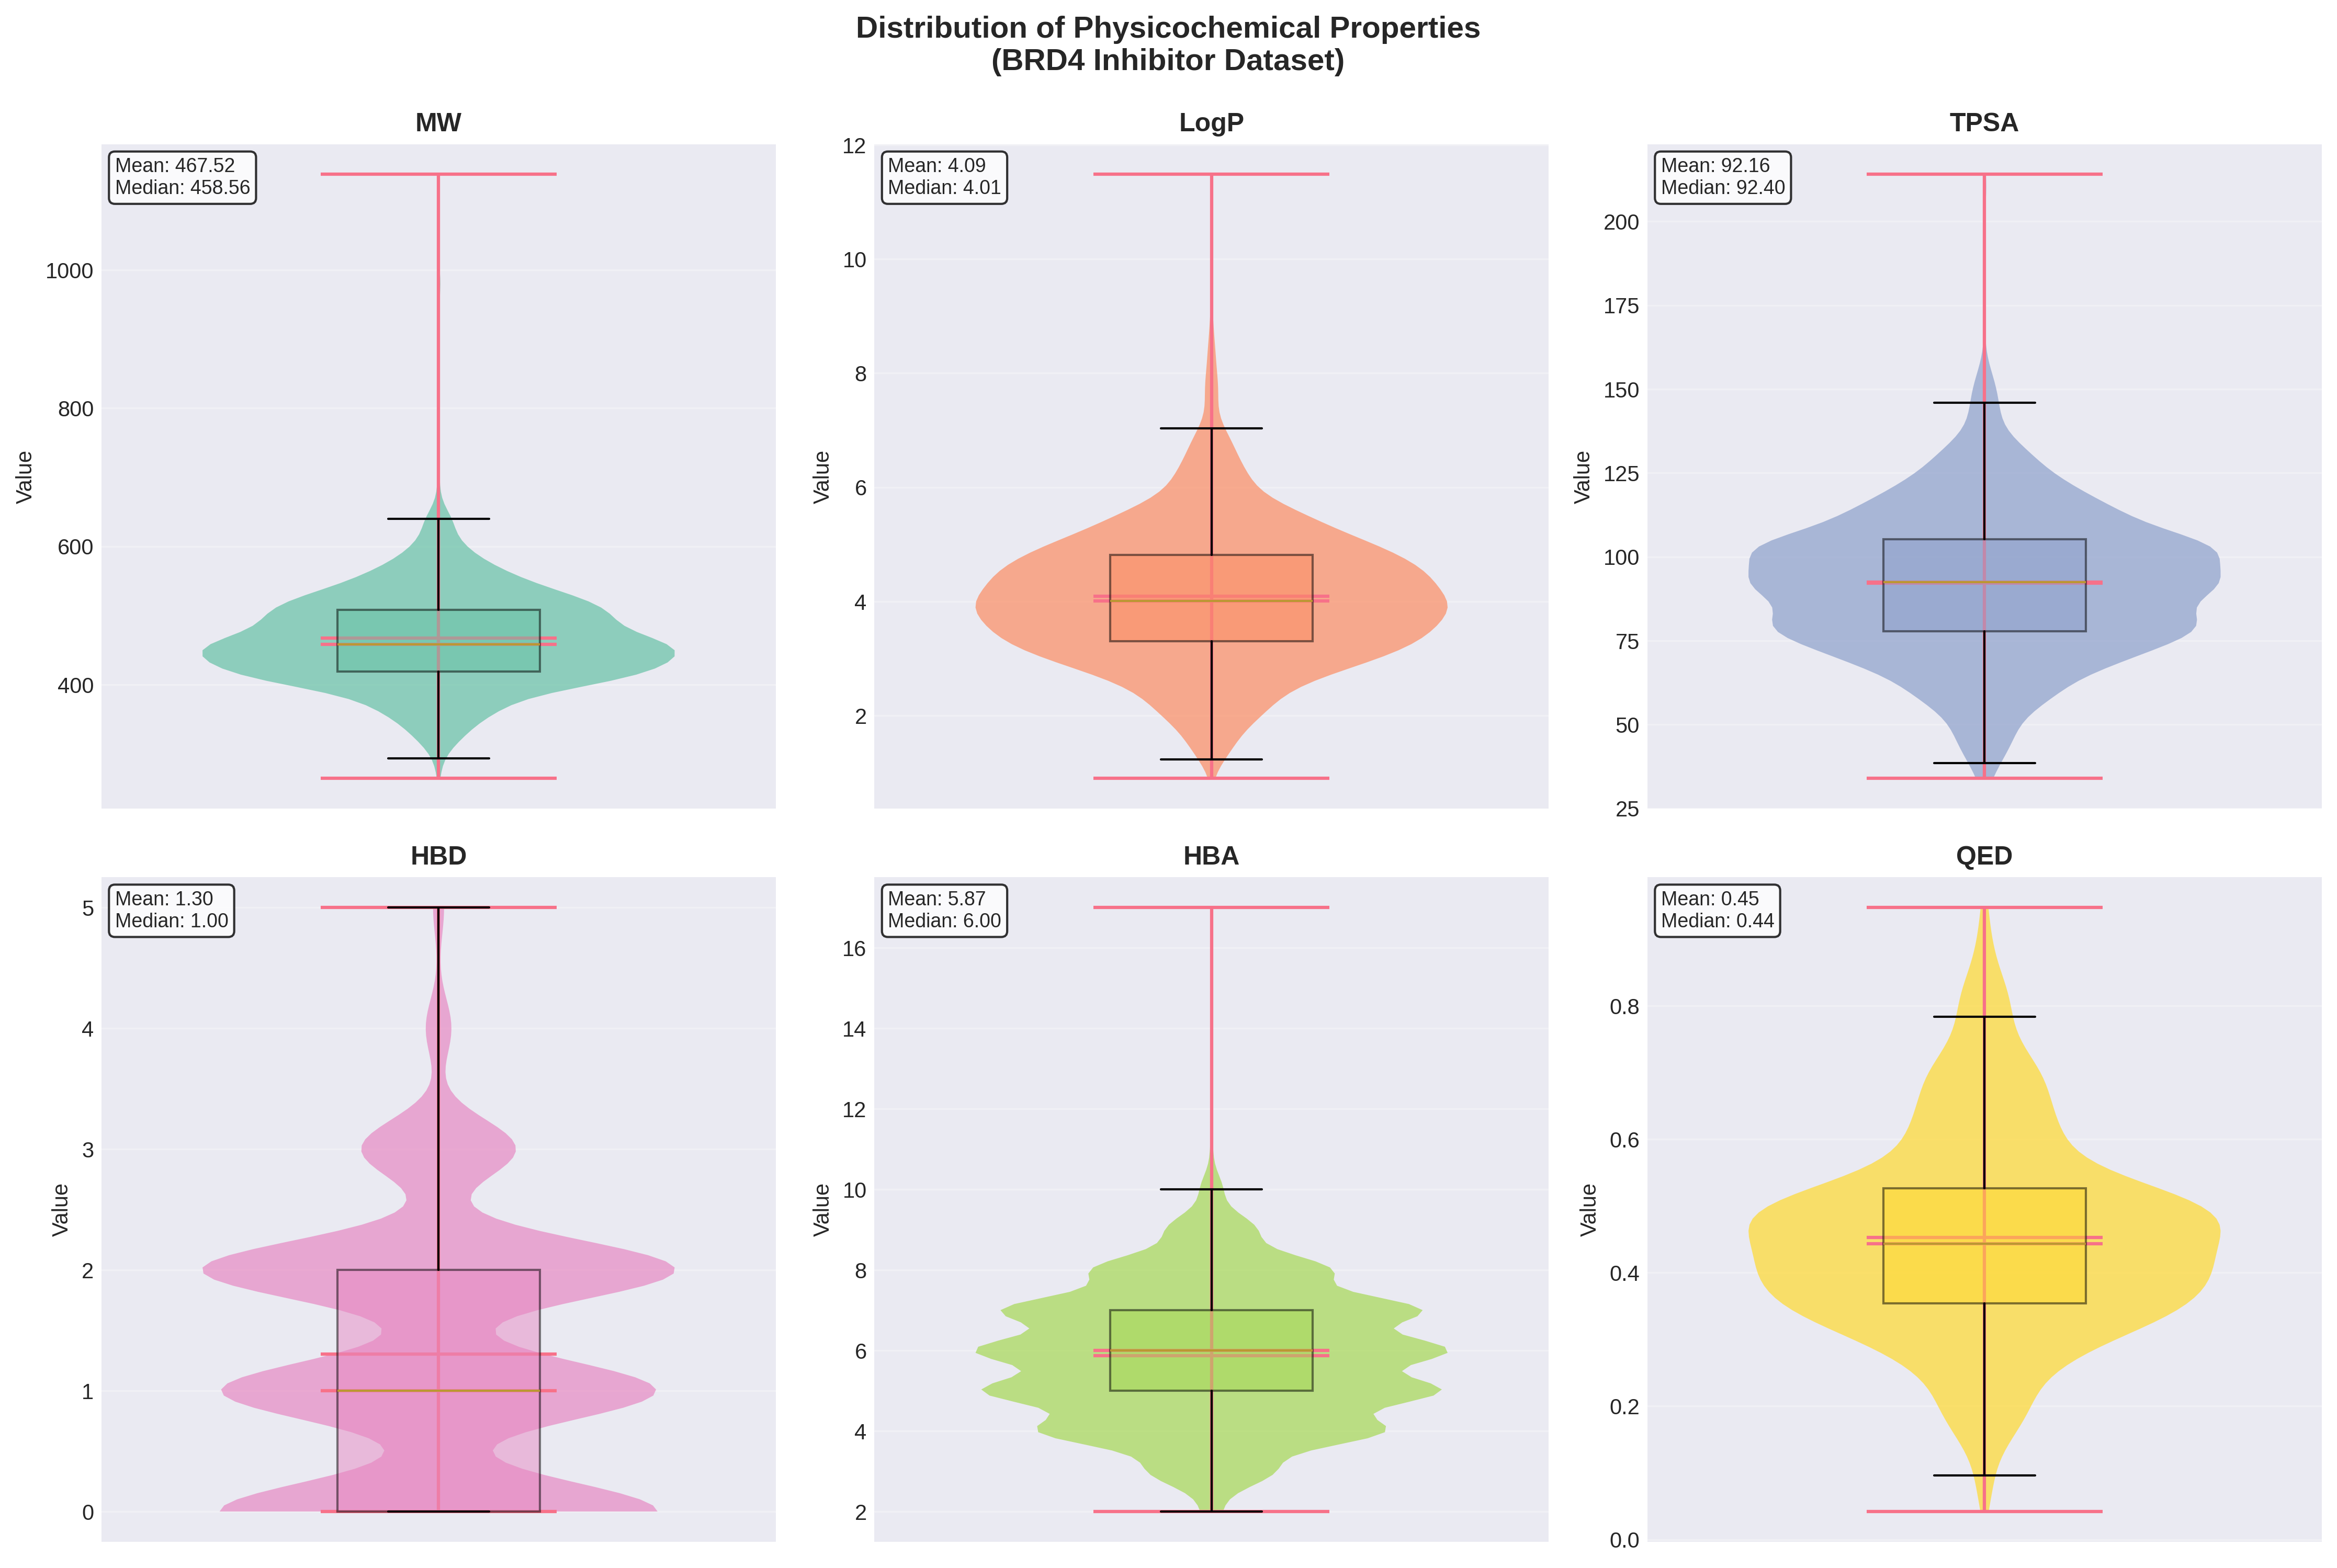 Distribution of Physicochemical Properties
(BRD4 Inhibitor Dataset)
MW
Mean: 467.52
Median: 458.56
1000
800
600
400
Value
LogP
Mean: 4.09
Median: 4.01
12
10
8
6
4
2
Value
TPSA
Mean: 92.16
Median: 92.40
200
175
150
125
100
75
50
25
Value
HBD
Mean: 1.30
Median: 1.00
5
4
3
2
1
0
Value
HBA
Mean: 5.87
Median: 6.00
16
14
12
10
8
6
4
2
Value
QED
Mean: 0.45
Median: 0.44
0.8
0.6
0.4
0.2
0.0
Value